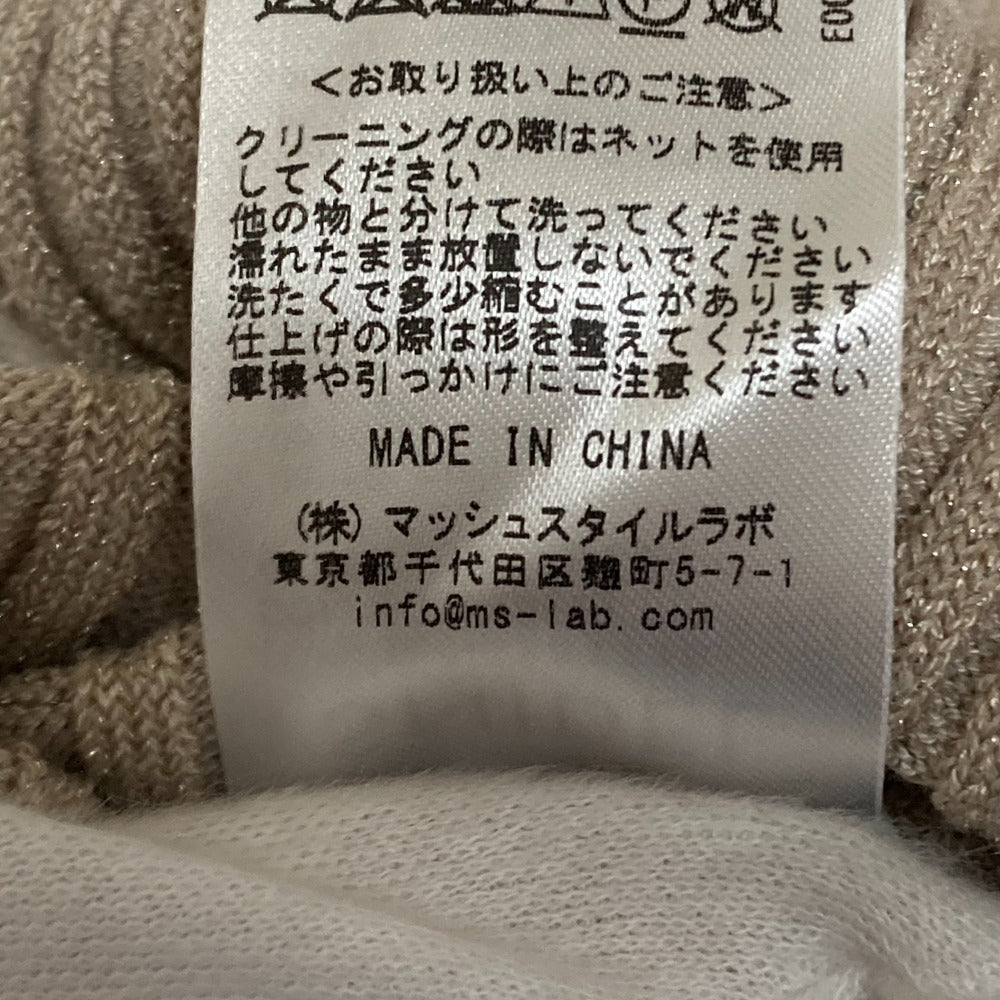 E00
<お取り扱い上のご注意>
クリーニングの際はネットを使用
してください
他の物と分けて洗ってください
濡れたまま放置しないでください
洗たくで多少縮むことがあります
仕上げの際は形を整えてください
摩擦や引っかけにご注意ください
MADE IN CHINA
(株)マッシュスタイルラボ
東京都千代田区麹町5-7-1
info@ms-lab.com